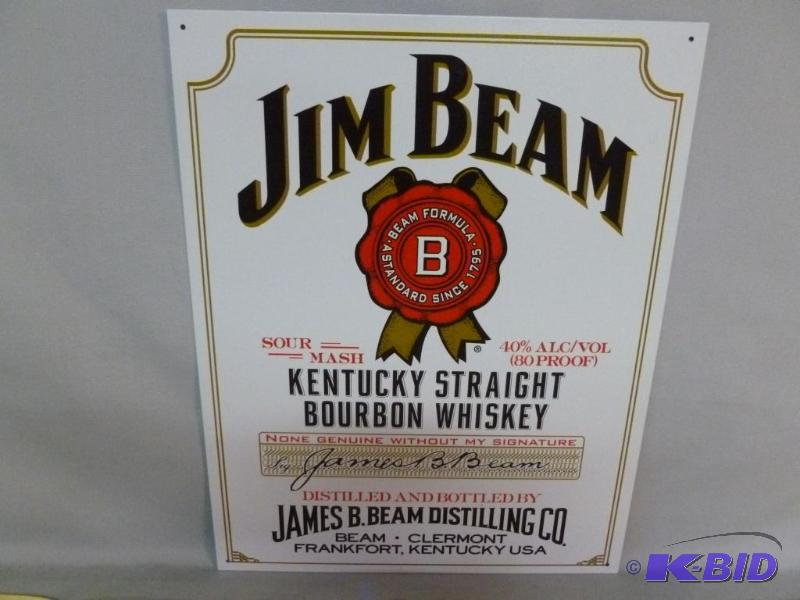 JIM BEAM
BEAM FORMULA
B
· A STANDARD SINCE 1795 ·
®
SOUR
MASH
40% ALC/VOL
(80 PROOF)
KENTUCKY STRAIGHT
BOURBON WHISKEY
NONE GENUINE WITHOUT MY SIGNATURE
by James B Beam
DISTILLED AND BOTTLED BY
JAMES B. BEAM DISTILLING CO.
BEAM · CLERMONT
FRANKFORT, KENTUCKY USA
© K-BID